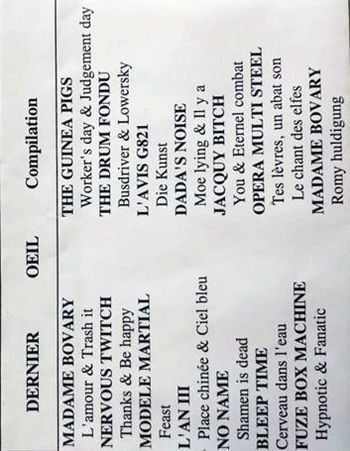 DERNIER OEIL Compilation
MADAME BOVARY
L'amour & Trash it
NERVOUS TWITCH
Thanks & Be happy
MODELE MARTIAL
Feast
L'AN III
Place chinée & Ciel bleu
NO NAME
Shamen is dead
BLEEP TIME
Cerveau dans l'eau
FUZE BOX MACHINE
Hypnotic & Fanatic
THE GUINEA PIGS
Worker's day & Judgement day
THE DRUM FONDU
Busdriver & Lowersky
L'AVIS G821
Die Kunst
DADA'S NOISE
Moe lying & Il y a
JACQUY BITCH
You & Eternel combat
OPERA MULTI STEEL
Tes lèvres, un abat son
Le chant des elfes
MADAME BOVARY
Romy huldigung